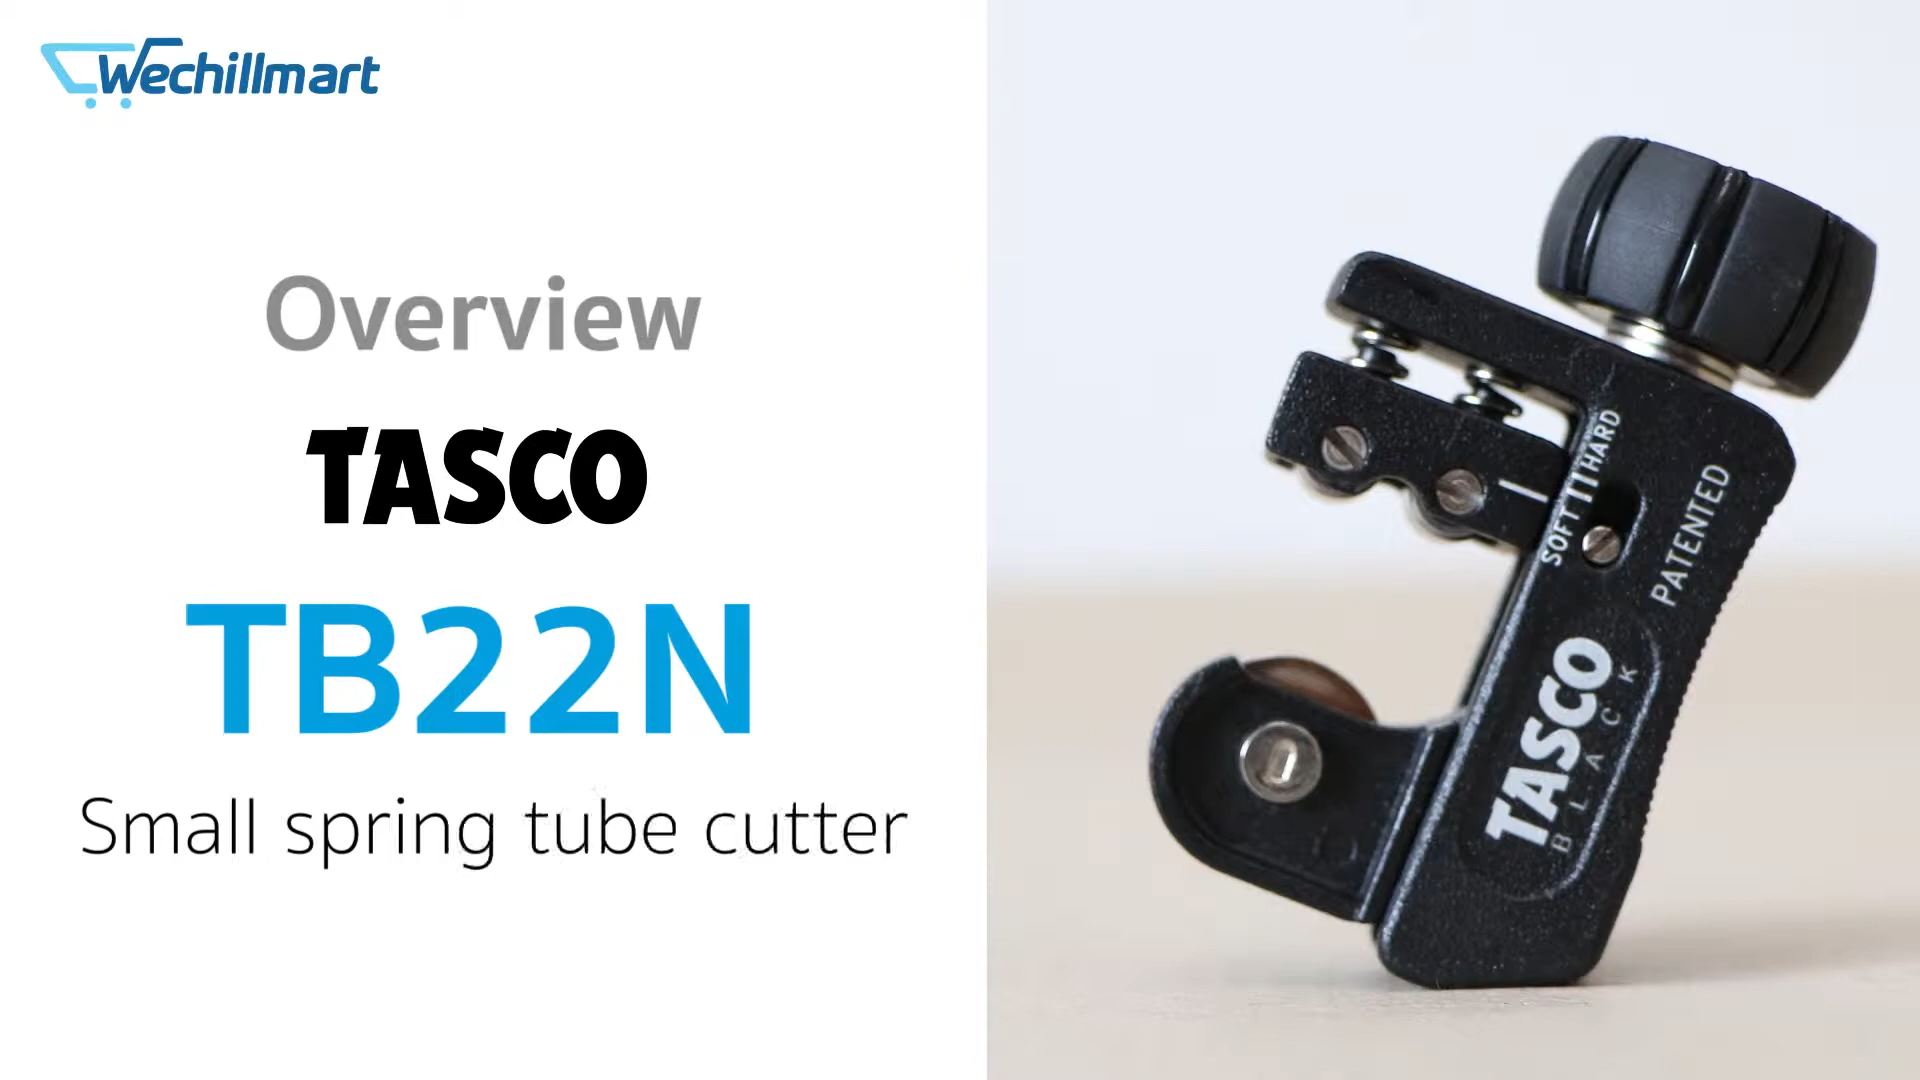 Wechillmart
Overview
TASCO
TB22N
Small spring tube cutter
SOFT HARD
PATENTED
TASCO
BLACK